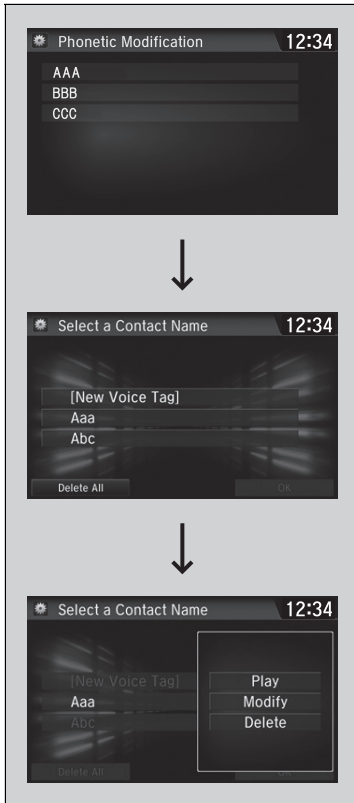 Phonetic Modification 12:34
AAA
BBB
CCC
Select a Contact Name 12:34
[New Voice Tag]
Aaa
Abc
Delete All OK
Select a Contact Name 12:34
[New Voice Tag] Play
Aaa Modify
Abc Delete
Delete All OK